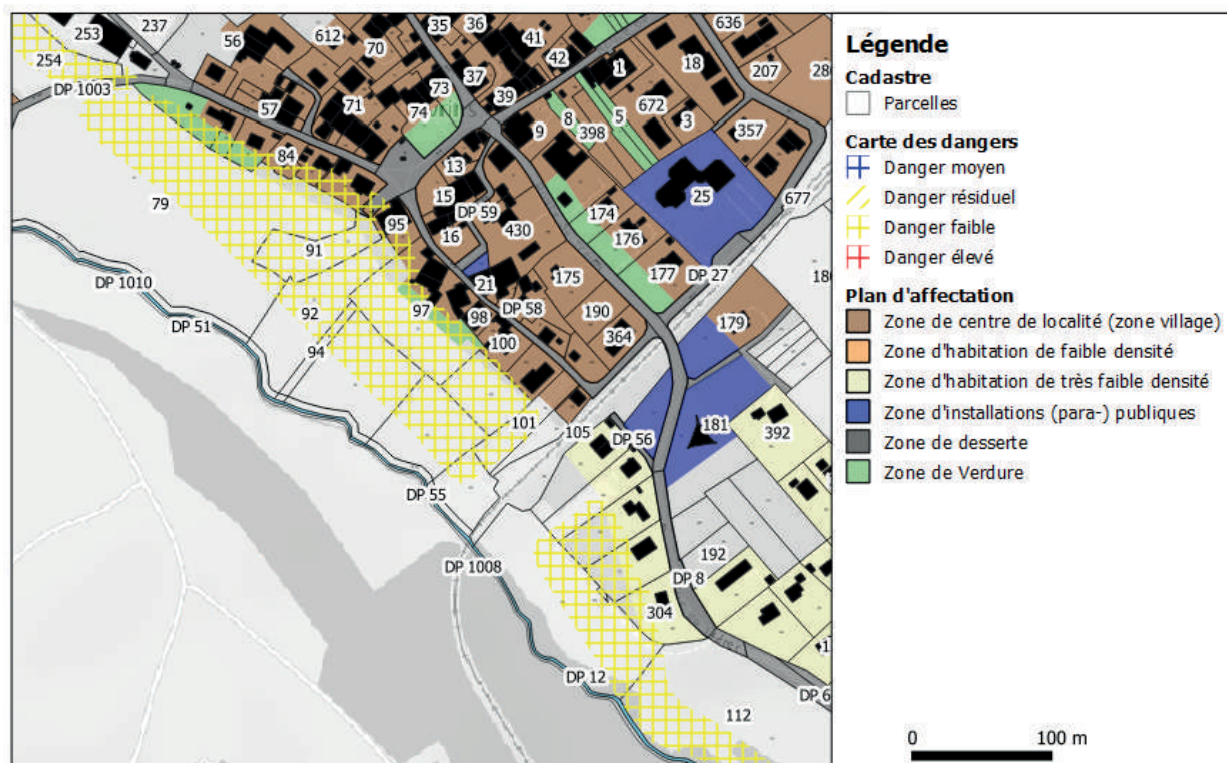 253
237
35
36
636
56
612
70
41
42
18
254
1
207
280
DP 1003
37
73
57
71
74
39
8
5
672
3
9
398
357
84
13
15
25
79
DP 59
174
677
95
16
430
176
91
175
177
DP 27
DP 1010
21
DP 58
92
97
98
190
179
DP 51
94
100
364
101
105
DP 56
181
392
DP 55
192
DP 1008
DP 8
304
DP 12
DP 6
112
Légende
Cadastre
Parcelles
Carte des dangers
Danger moyen
Danger résiduel
Danger faible
Danger élevé
Plan d'affectation
Zone de centre de localité (zone village)
Zone d'habitation de faible densité
Zone d'habitation de très faible densité
Zone d'installations (para-) publiques
Zone de desserte
Zone de Verdure
0 100 m